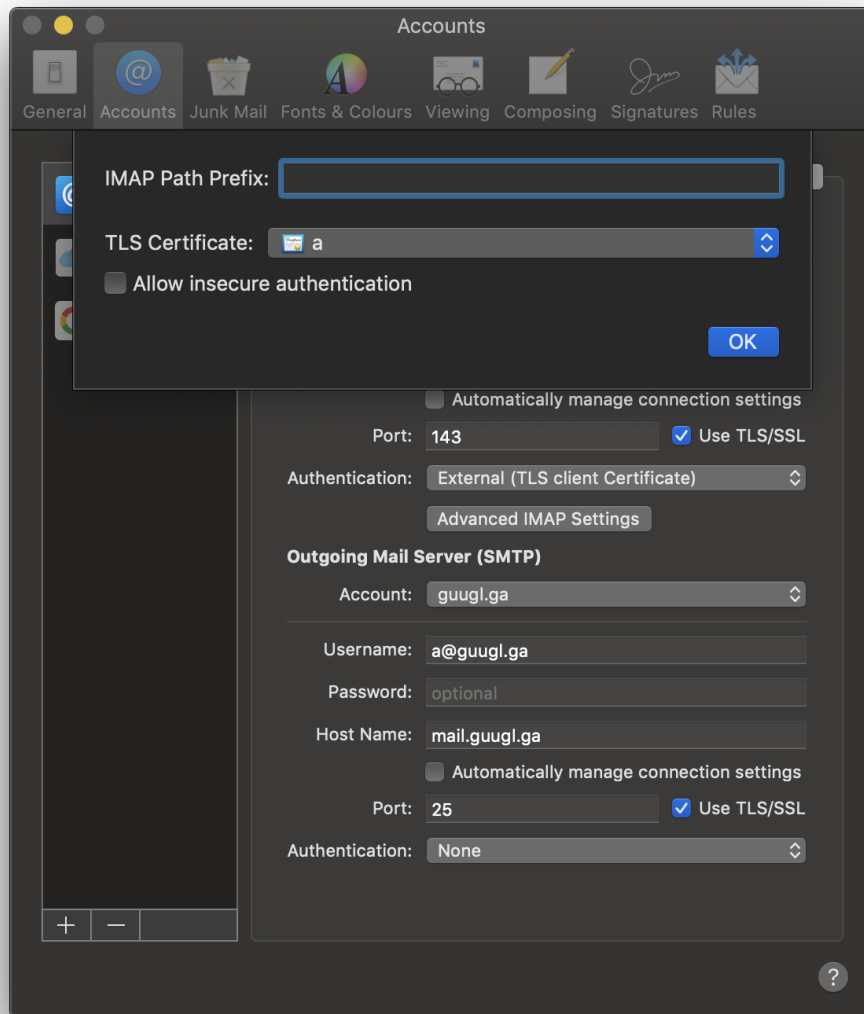 Accounts
General Accounts Junk Mail Fonts & Colours Viewing Composing Signatures Rules
IMAP Path Prefix:
TLS Certificate: a
Allow insecure authentication
OK
Automatically manage connection settings
Port: 143 Use TLS/SSL
Authentication: External (TLS client Certificate)
Advanced IMAP Settings
Outgoing Mail Server (SMTP)
Account: guugl.ga
Username: a@guugl.ga
Password: optional
Host Name: mail.guugl.ga
Automatically manage connection settings
Port: 25 Use TLS/SSL
Authentication: None
?